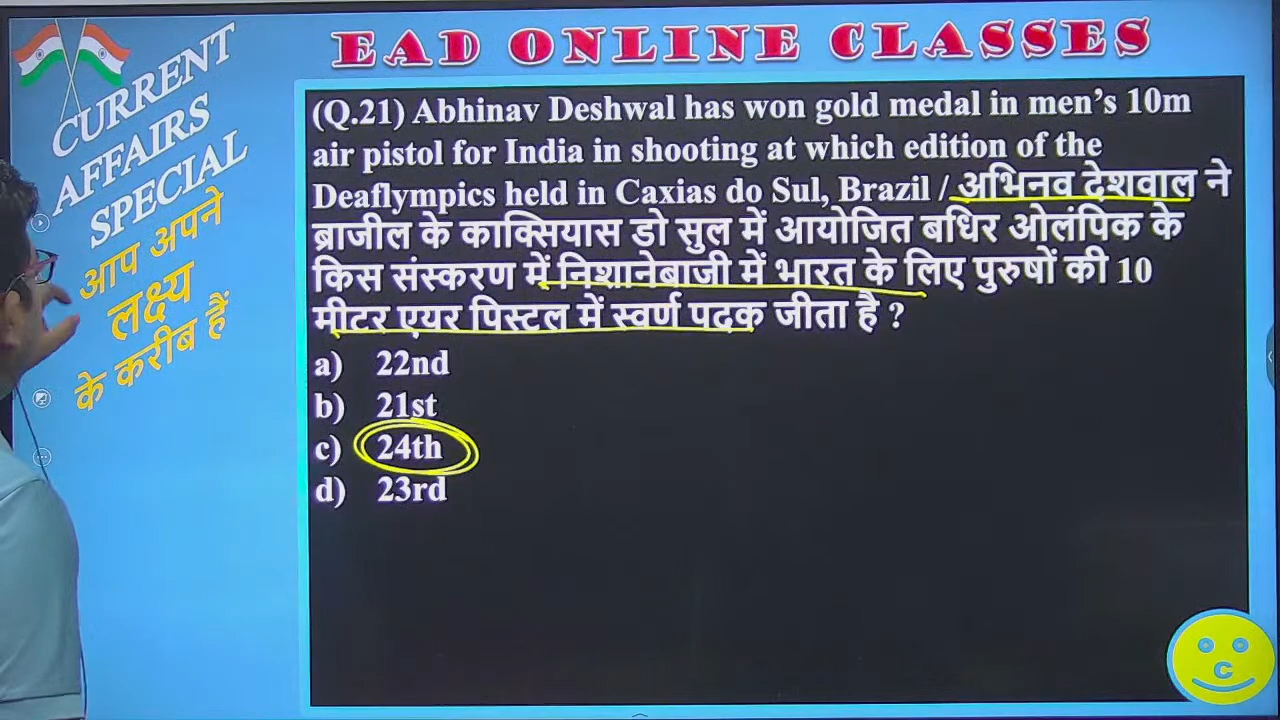 EAD ONLINE CLASSES
CURRENT
AFFAIRS
SPECIAL
आप अपने
लक्ष्य
के करीब हैं
(Q.21) Abhinav Deshwal has won gold medal in men’s 10m
air pistol for India in shooting at which edition of the
Deaflympics held in Caxias do Sul, Brazil / अभिनव देशवाल ने
ब्राजील के काक्सियास डो सुल में आयोजित बधिर ओलंपिक के
किस संस्करण में निशानेबाजी में भारत के लिए पुरुषों की 10
मीटर एयर पिस्टल में स्वर्ण पदक जीता है ?
a) 22nd
b) 21st
c) 24th
d) 23rd
C